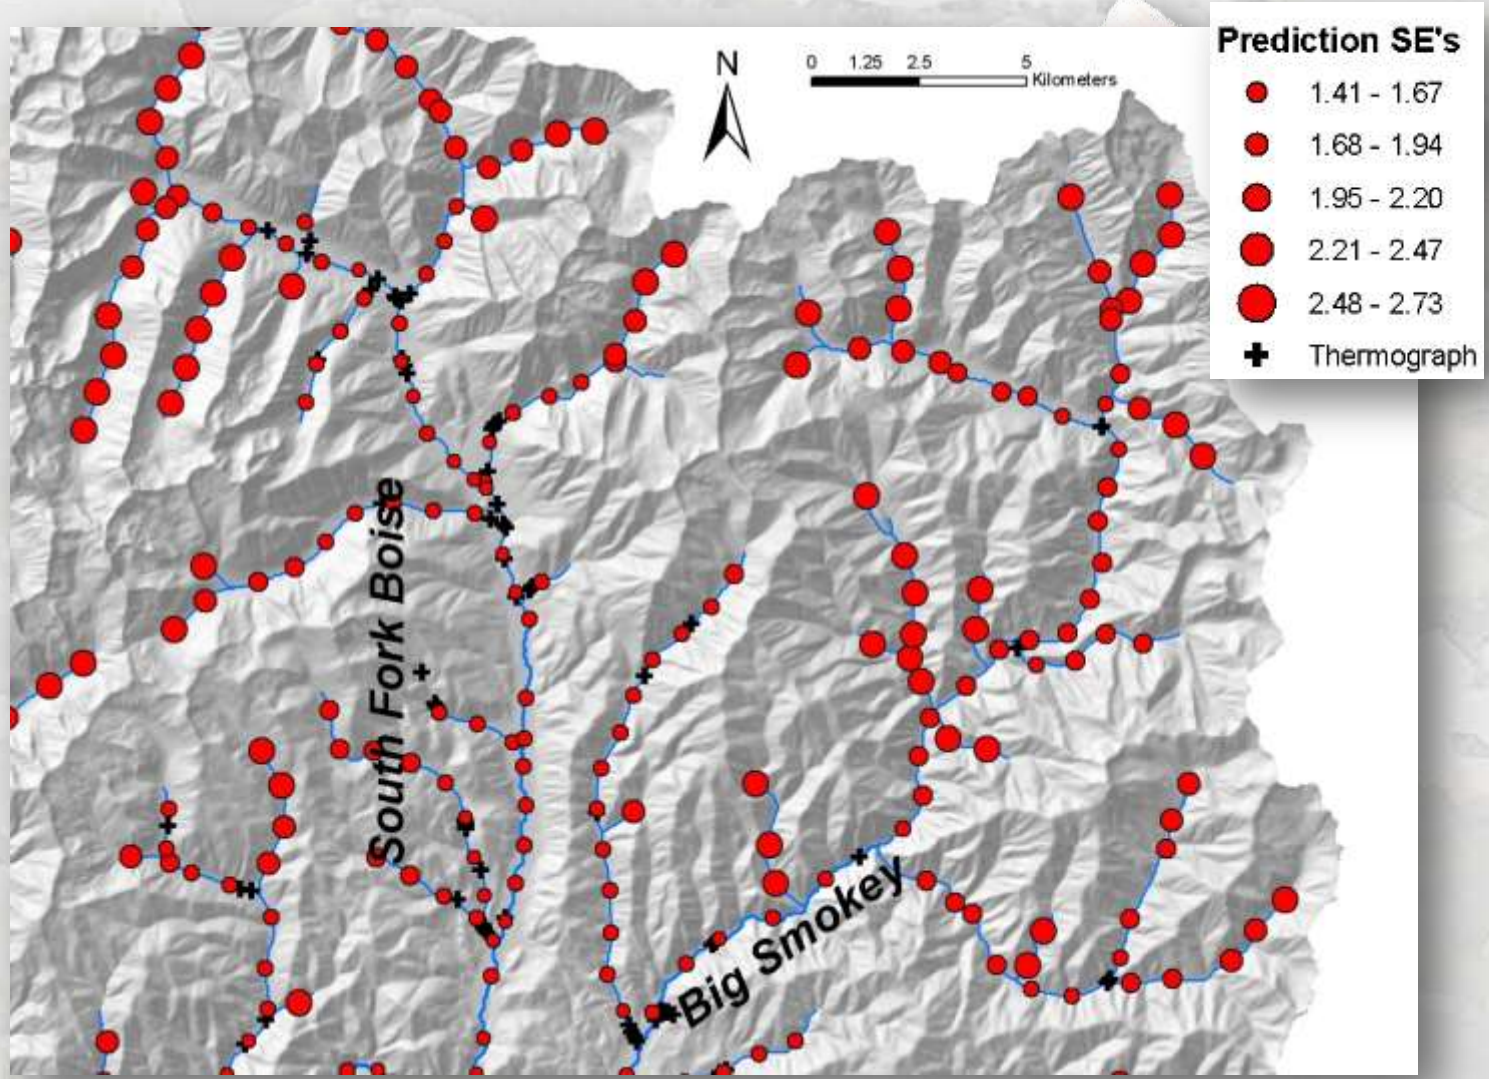 N
0 1.25 2.5 5
Kilometers
Prediction SE's
1.41 - 1.67
1.68 - 1.94
1.95 - 2.20
2.21 - 2.47
2.48 - 2.73
Thermograph
South Fork Boise
Big Smokey